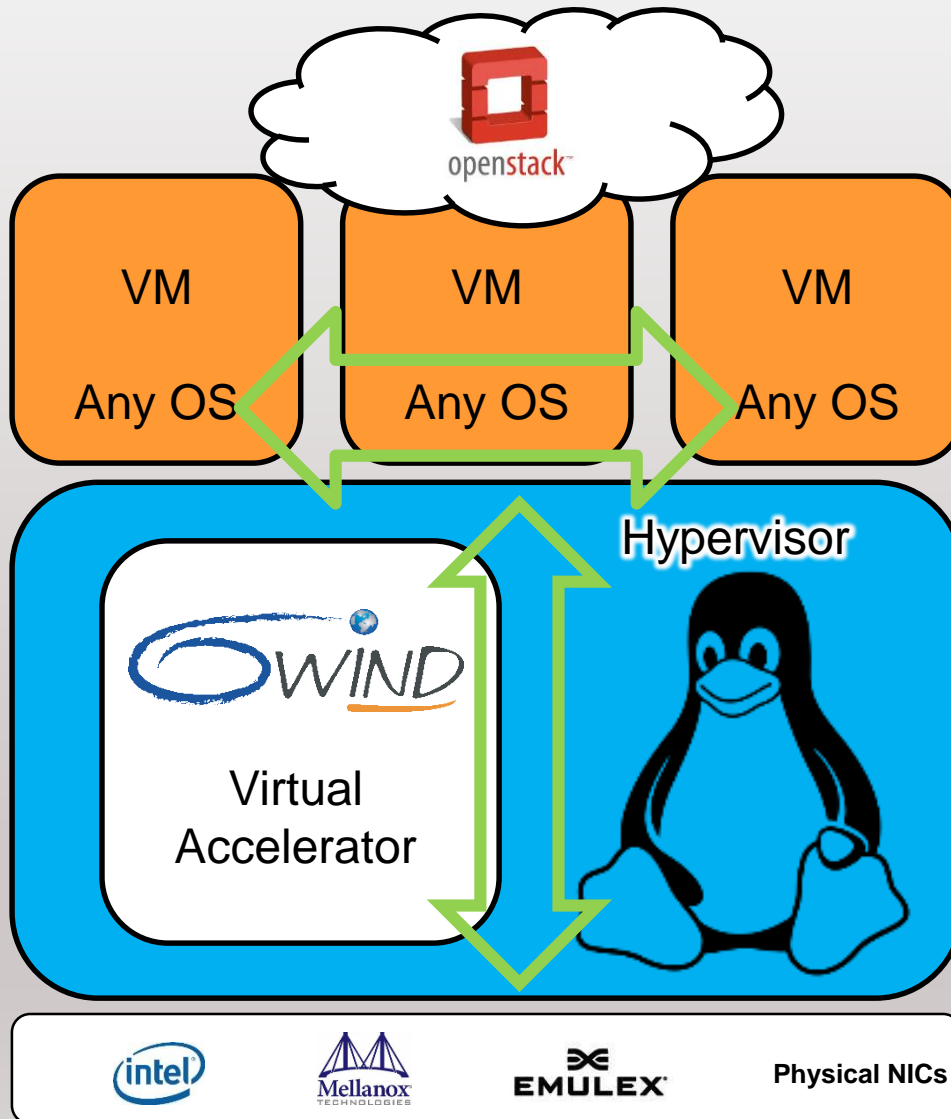 openstack™
VM
VM
VM
Any OS
Any OS
Any OS
Hypervisor
6WIND
Virtual
Accelerator
intel®
Mellanox
TECHNOLOGIES
EMULEX®
Physical NICs